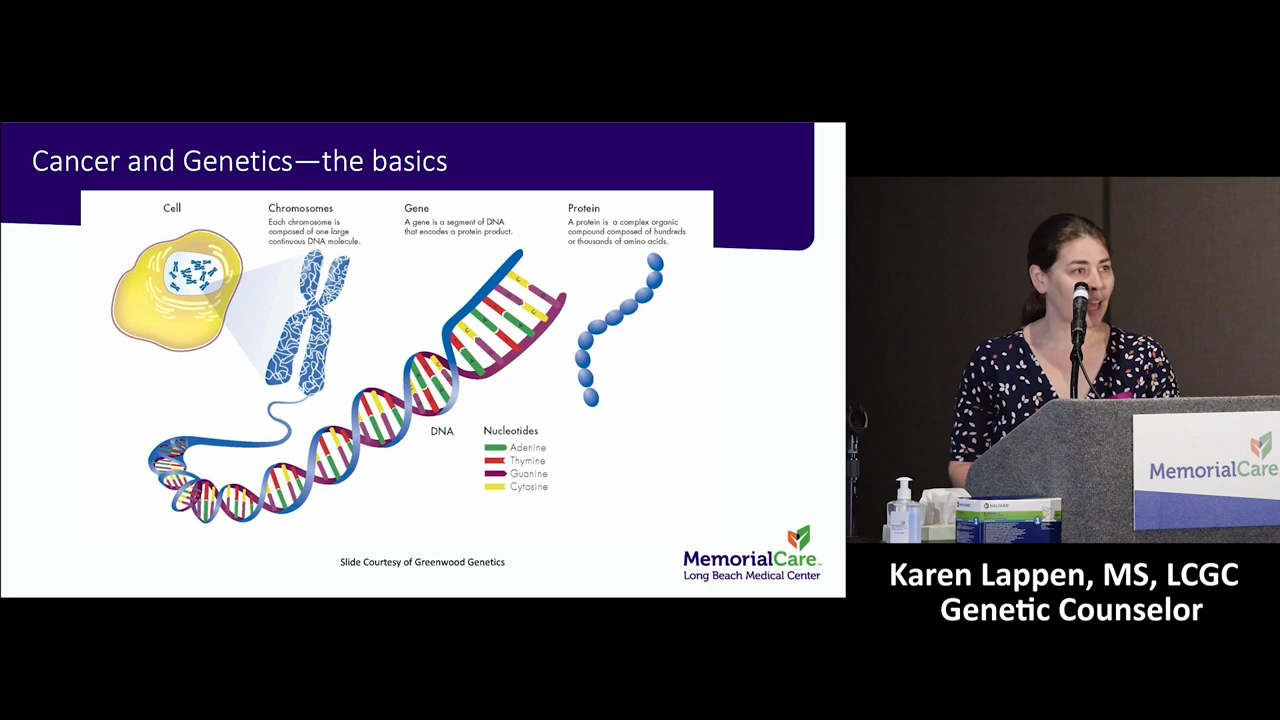 Cancer and Genetics—the basics
Cell
Chromosomes
Each chromosome is
composed of one large
continuous DNA molecule.
Gene
A gene is a segment of DNA
that encodes a protein product.
Protein
A protein is a complex organic
compound composed of hundreds
or thousands of amino acids.
DNA
Nucleotides
Adenine
Thymine
Guanine
Cytosine
Slide Courtesy of Greenwood Genetics
MemorialCare
Long Beach Medical Center
MemorialCare
HALYARD
Karen Lappen, MS, LCGC
Genetic Counselor